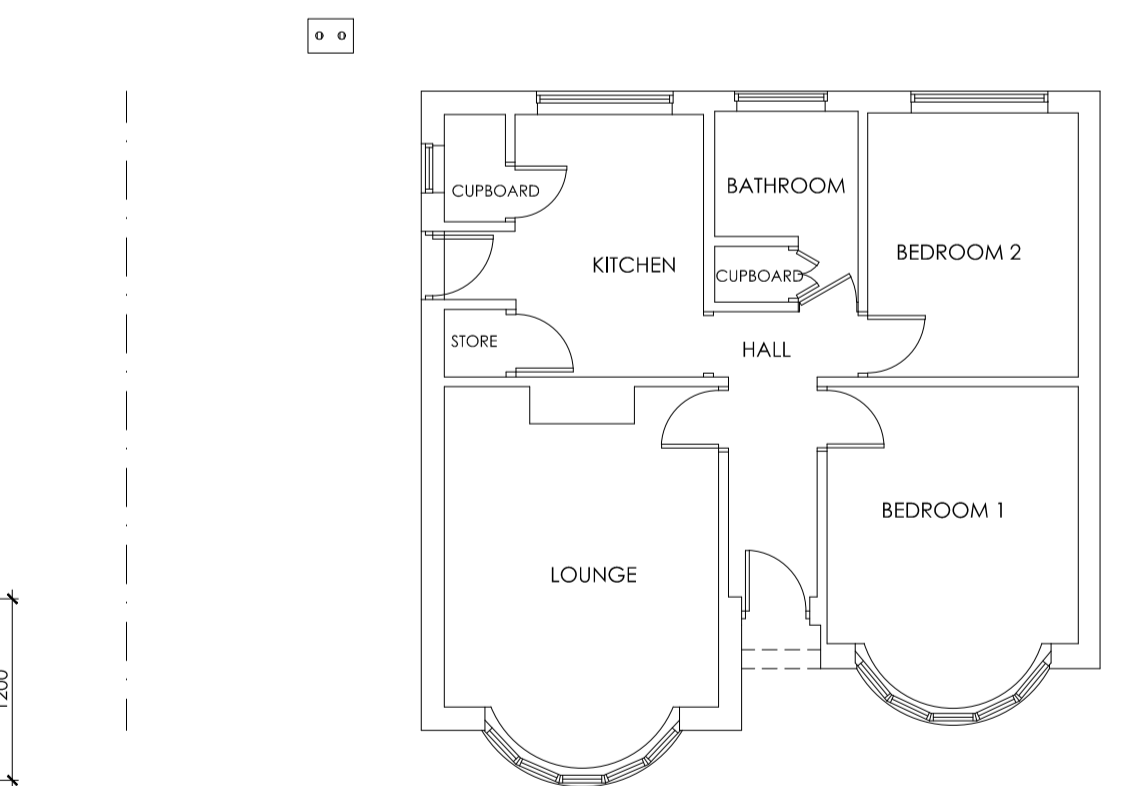 CUPBOARD
BATHROOM
KITCHEN
BEDROOM 2
CUPBOARD
STORE
HALL
BEDROOM 1
LOUNGE
1200